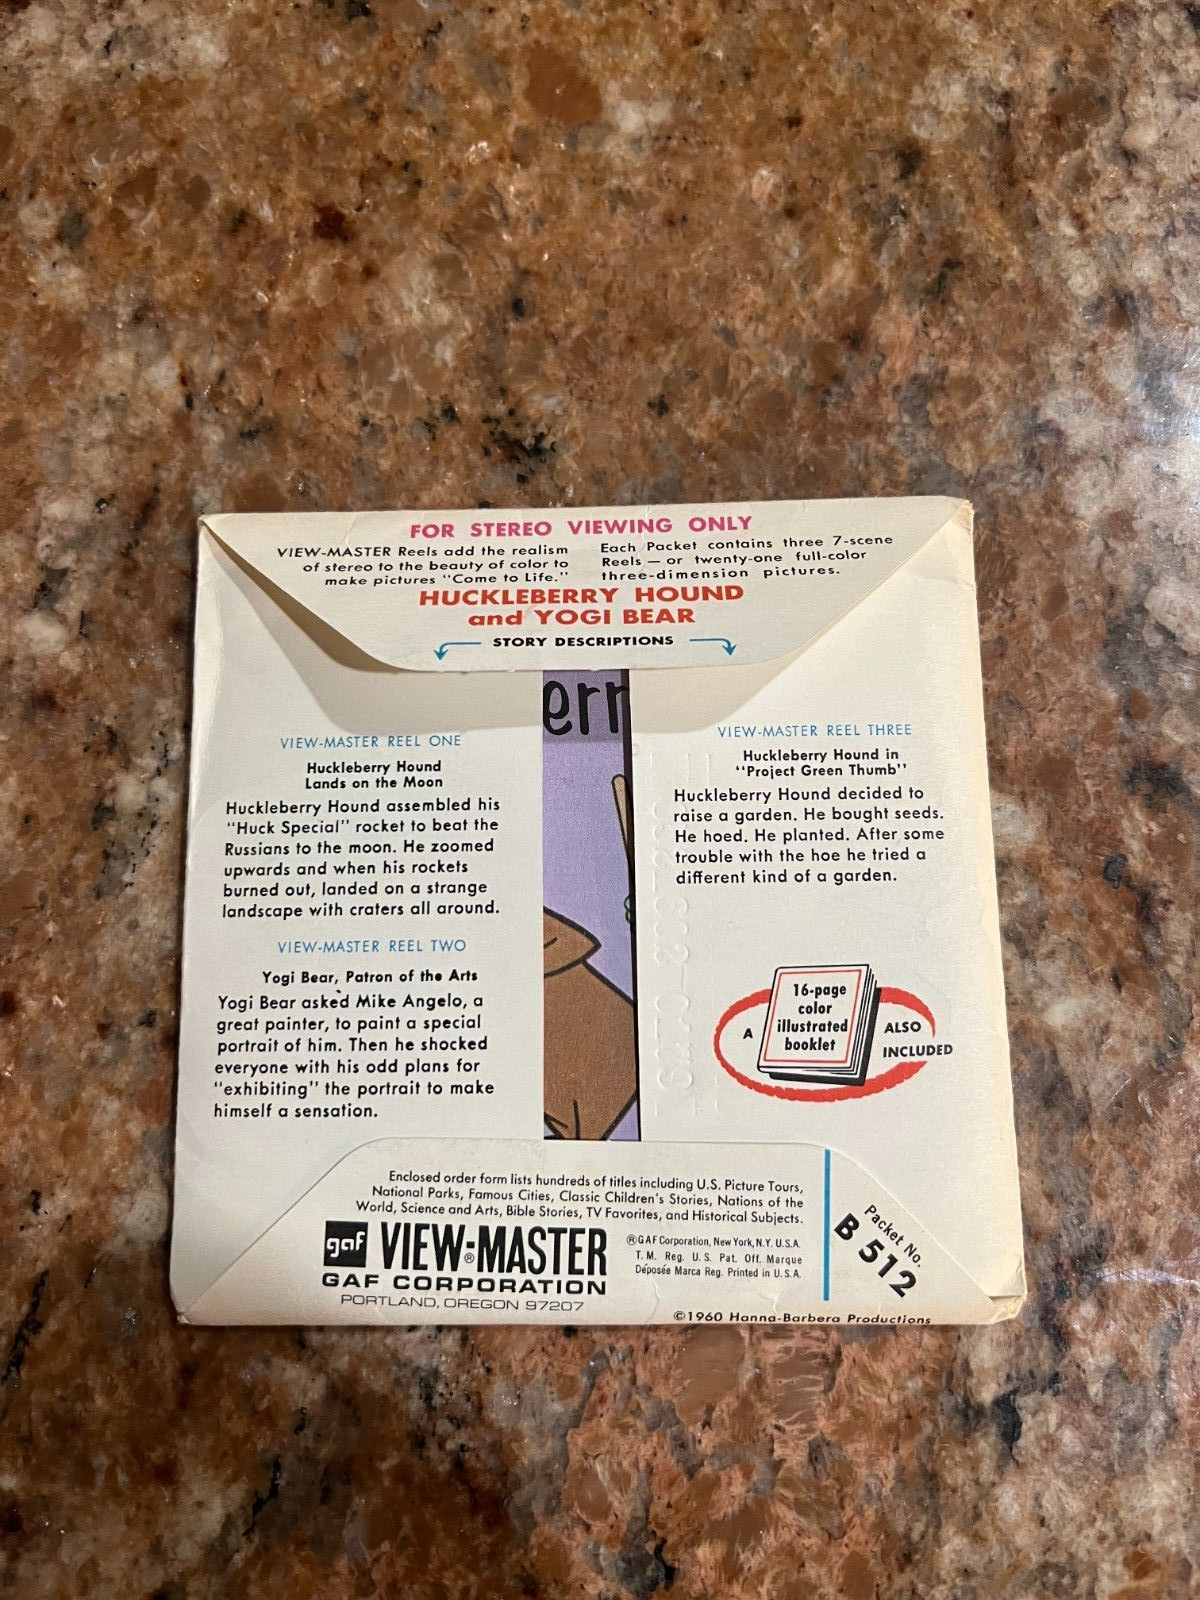 FOR STEREO VIEWING ONLY
VIEW-MASTER Reels add the realism
of stereo to the beauty of color to
make pictures "Come to Life."
Each Packet contains three 7-scene
Reels — or twenty-one full-color
three-dimension pictures.
HUCKLEBERRY HOUND
and YOGI BEAR
STORY DESCRIPTIONS
VIEW-MASTER REEL ONE
Huckleberry Hound
Lands on the Moon
Huckleberry Hound assembled his
"Huck Special" rocket to beat the
Russians to the moon. He zoomed
upwards and when his rockets
burned out, landed on a strange
landscape with craters all around.
VIEW-MASTER REEL TWO
Yogi Bear, Patron of the Arts
Yogi Bear asked Mike Angelo, a
great painter, to paint a special
portrait of him. Then he shocked
everyone with his odd plans for
"exhibiting" the portrait to make
himself a sensation.
err
VIEW-MASTER REEL THREE
Huckleberry Hound in
"Project Green Thumb"
Huckleberry Hound decided to
raise a garden. He bought seeds.
He hoed. He planted. After some
trouble with the hoe he tried a
different kind of a garden.
A
16-page
color
illustrated
booklet
ALSO
INCLUDED
Enclosed order form lists hundreds of titles including U.S. Picture Tours,
National Parks, Famous Cities, Classic Children's Stories, Nations of the
World, Science and Arts, Bible Stories, TV Favorites, and Historical Subjects.
gaf VIEW-MASTER®
GAF CORPORATION
PORTLAND, OREGON 97207
®GAF Corporation, New York, N.Y. U.S.A.
T.M. Reg. U.S. Pat. Off. Marque
Déposée Marca Reg. Printed in U.S.A.
Packet No.
B 512
©1960 Hanna-Barbera Productions